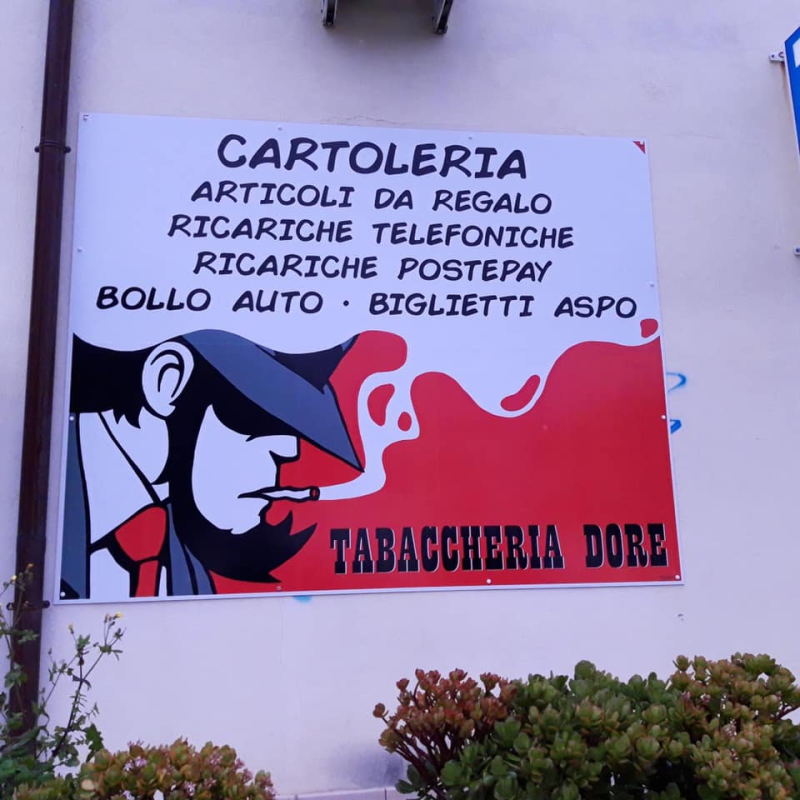 CARTOLERIA
ARTICOLI DA REGALO
RICARICHE TELEFONICHE
RICARICHE POSTEPAY
BOLLO AUTO · BIGLIETTI ASPO
TABACCHERIA DORE